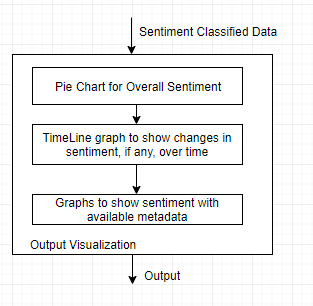 Sentiment Classified Data
Pie Chart for Overall Sentiment
TimeLine graph to show changes in
sentiment, if any, over time
Graphs to show sentiment with
available metadata
Output Visualization
Output